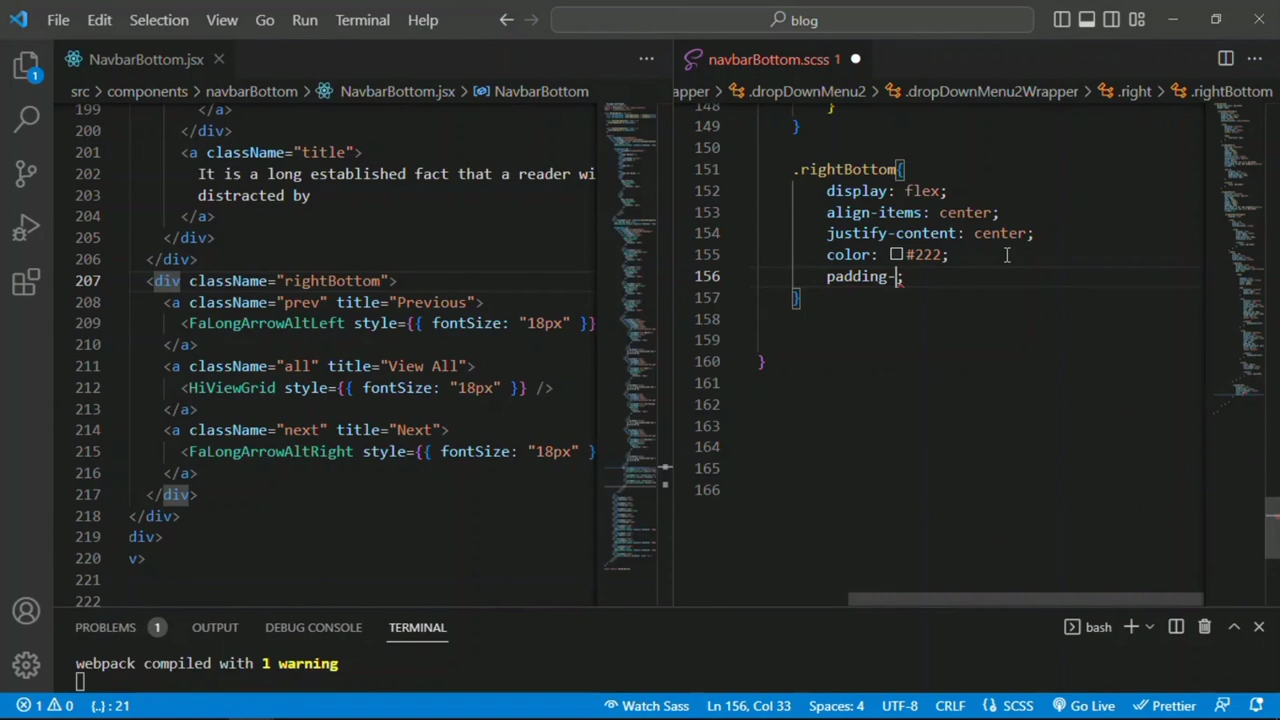 File Edit Selection View Go Run Terminal Help blog
NavbarBottom.jsx
navbarBottom.scss 1
src > components > navbarBottom > NavbarBottom.jsx > NavbarBottom
apper > .dropDownMenu2 > .dropDownMenu2Wrapper > .right > .rightBottom
199 </a>
200 </div>
201 <a className="title">
202 It is a long established fact that a reader wi
203 distracted by
204 </a>
205 </div>
206 </div>
207 <div className="rightBottom">
208 <a className="prev" title="Previous">
209 <FaLongArrowAltLeft style={{ fontSize: "18px" }}
210 </a>
211 <a className="all" title="View All">
212 <HiViewGrid style={{ fontSize: "18px" }} />
213 </a>
214 <a className="next" title="Next">
215 <FaLongArrowAltRight style={{ fontSize: "18px" }
216 </a>
217 </div>
218 </div>
219 div>
220 v>
221
222
148 }
149 }
150
151 .rightBottom{
152 display: flex;
153 align-items: center;
154 justify-content: center;
155 color: #222;
156 padding-;
157 }
158
159
160 }
161
162
163
164
165
166
PROBLEMS 1 OUTPUT DEBUG CONSOLE TERMINAL bash
webpack compiled with 1 warning
1 0 {..} : 21 Watch Sass Ln 156, Col 33 Spaces: 4 UTF-8 CRLF SCSS Go Live Prettier